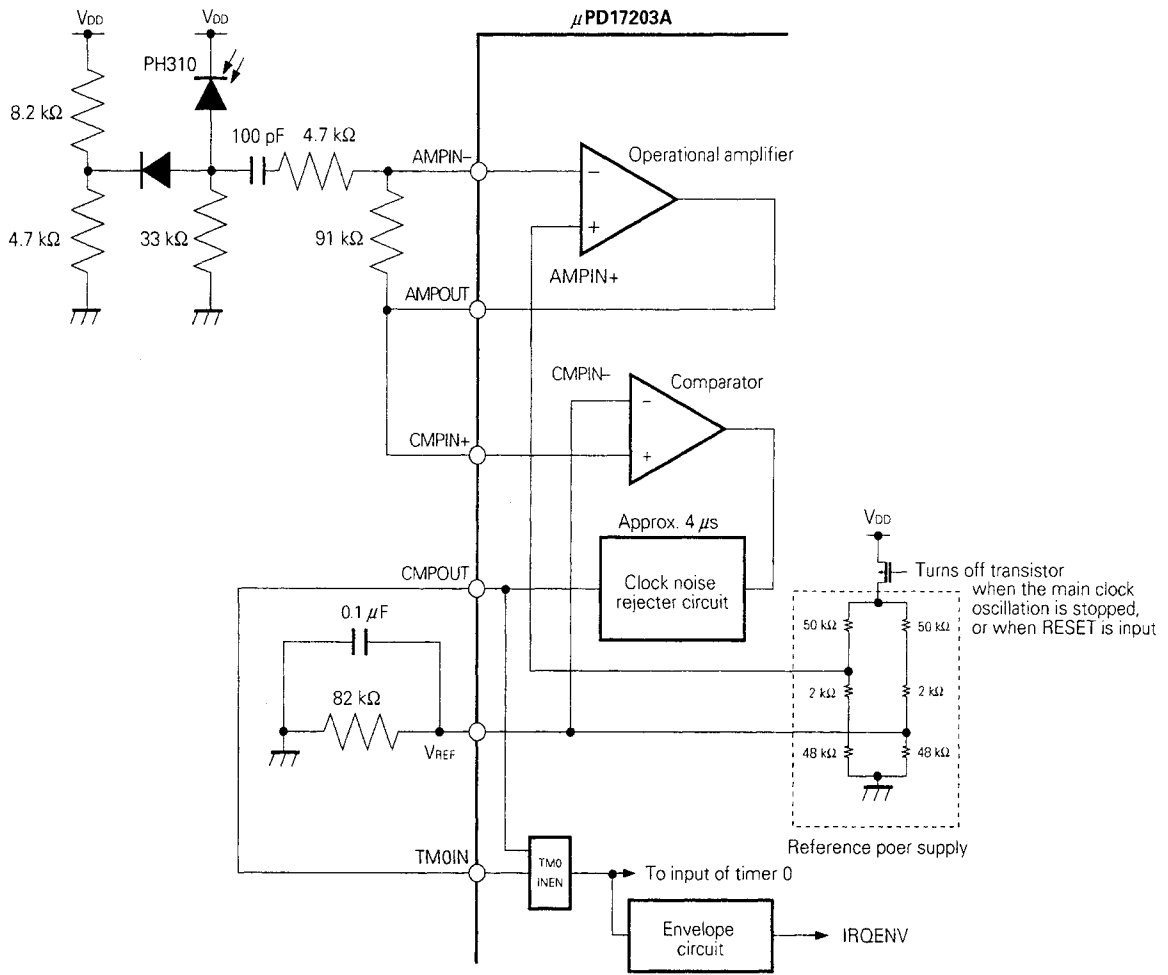 μPD17203A
VDD
VDD
PH310
8.2 kΩ
100 pF
4.7 kΩ
AMPIN–
Operational amplifier
–
+
4.7 kΩ
33 kΩ
91 kΩ
AMPIN+
AMPOUT
CMPIN–
Comparator
–
CMPIN+
+
Approx. 4 μs
VDD
CMPOUT
Clock noise
rejecter circuit
Turns off transistor
when the main clock
oscillation is stopped,
or when RESET is input
0.1 μF
50 kΩ
50 kΩ
82 kΩ
2 kΩ
2 kΩ
VREF
48 kΩ
48 kΩ
Reference poer supply
TM0IN
TM0
INEN
To input of timer 0
Envelope
circuit
IRQENV